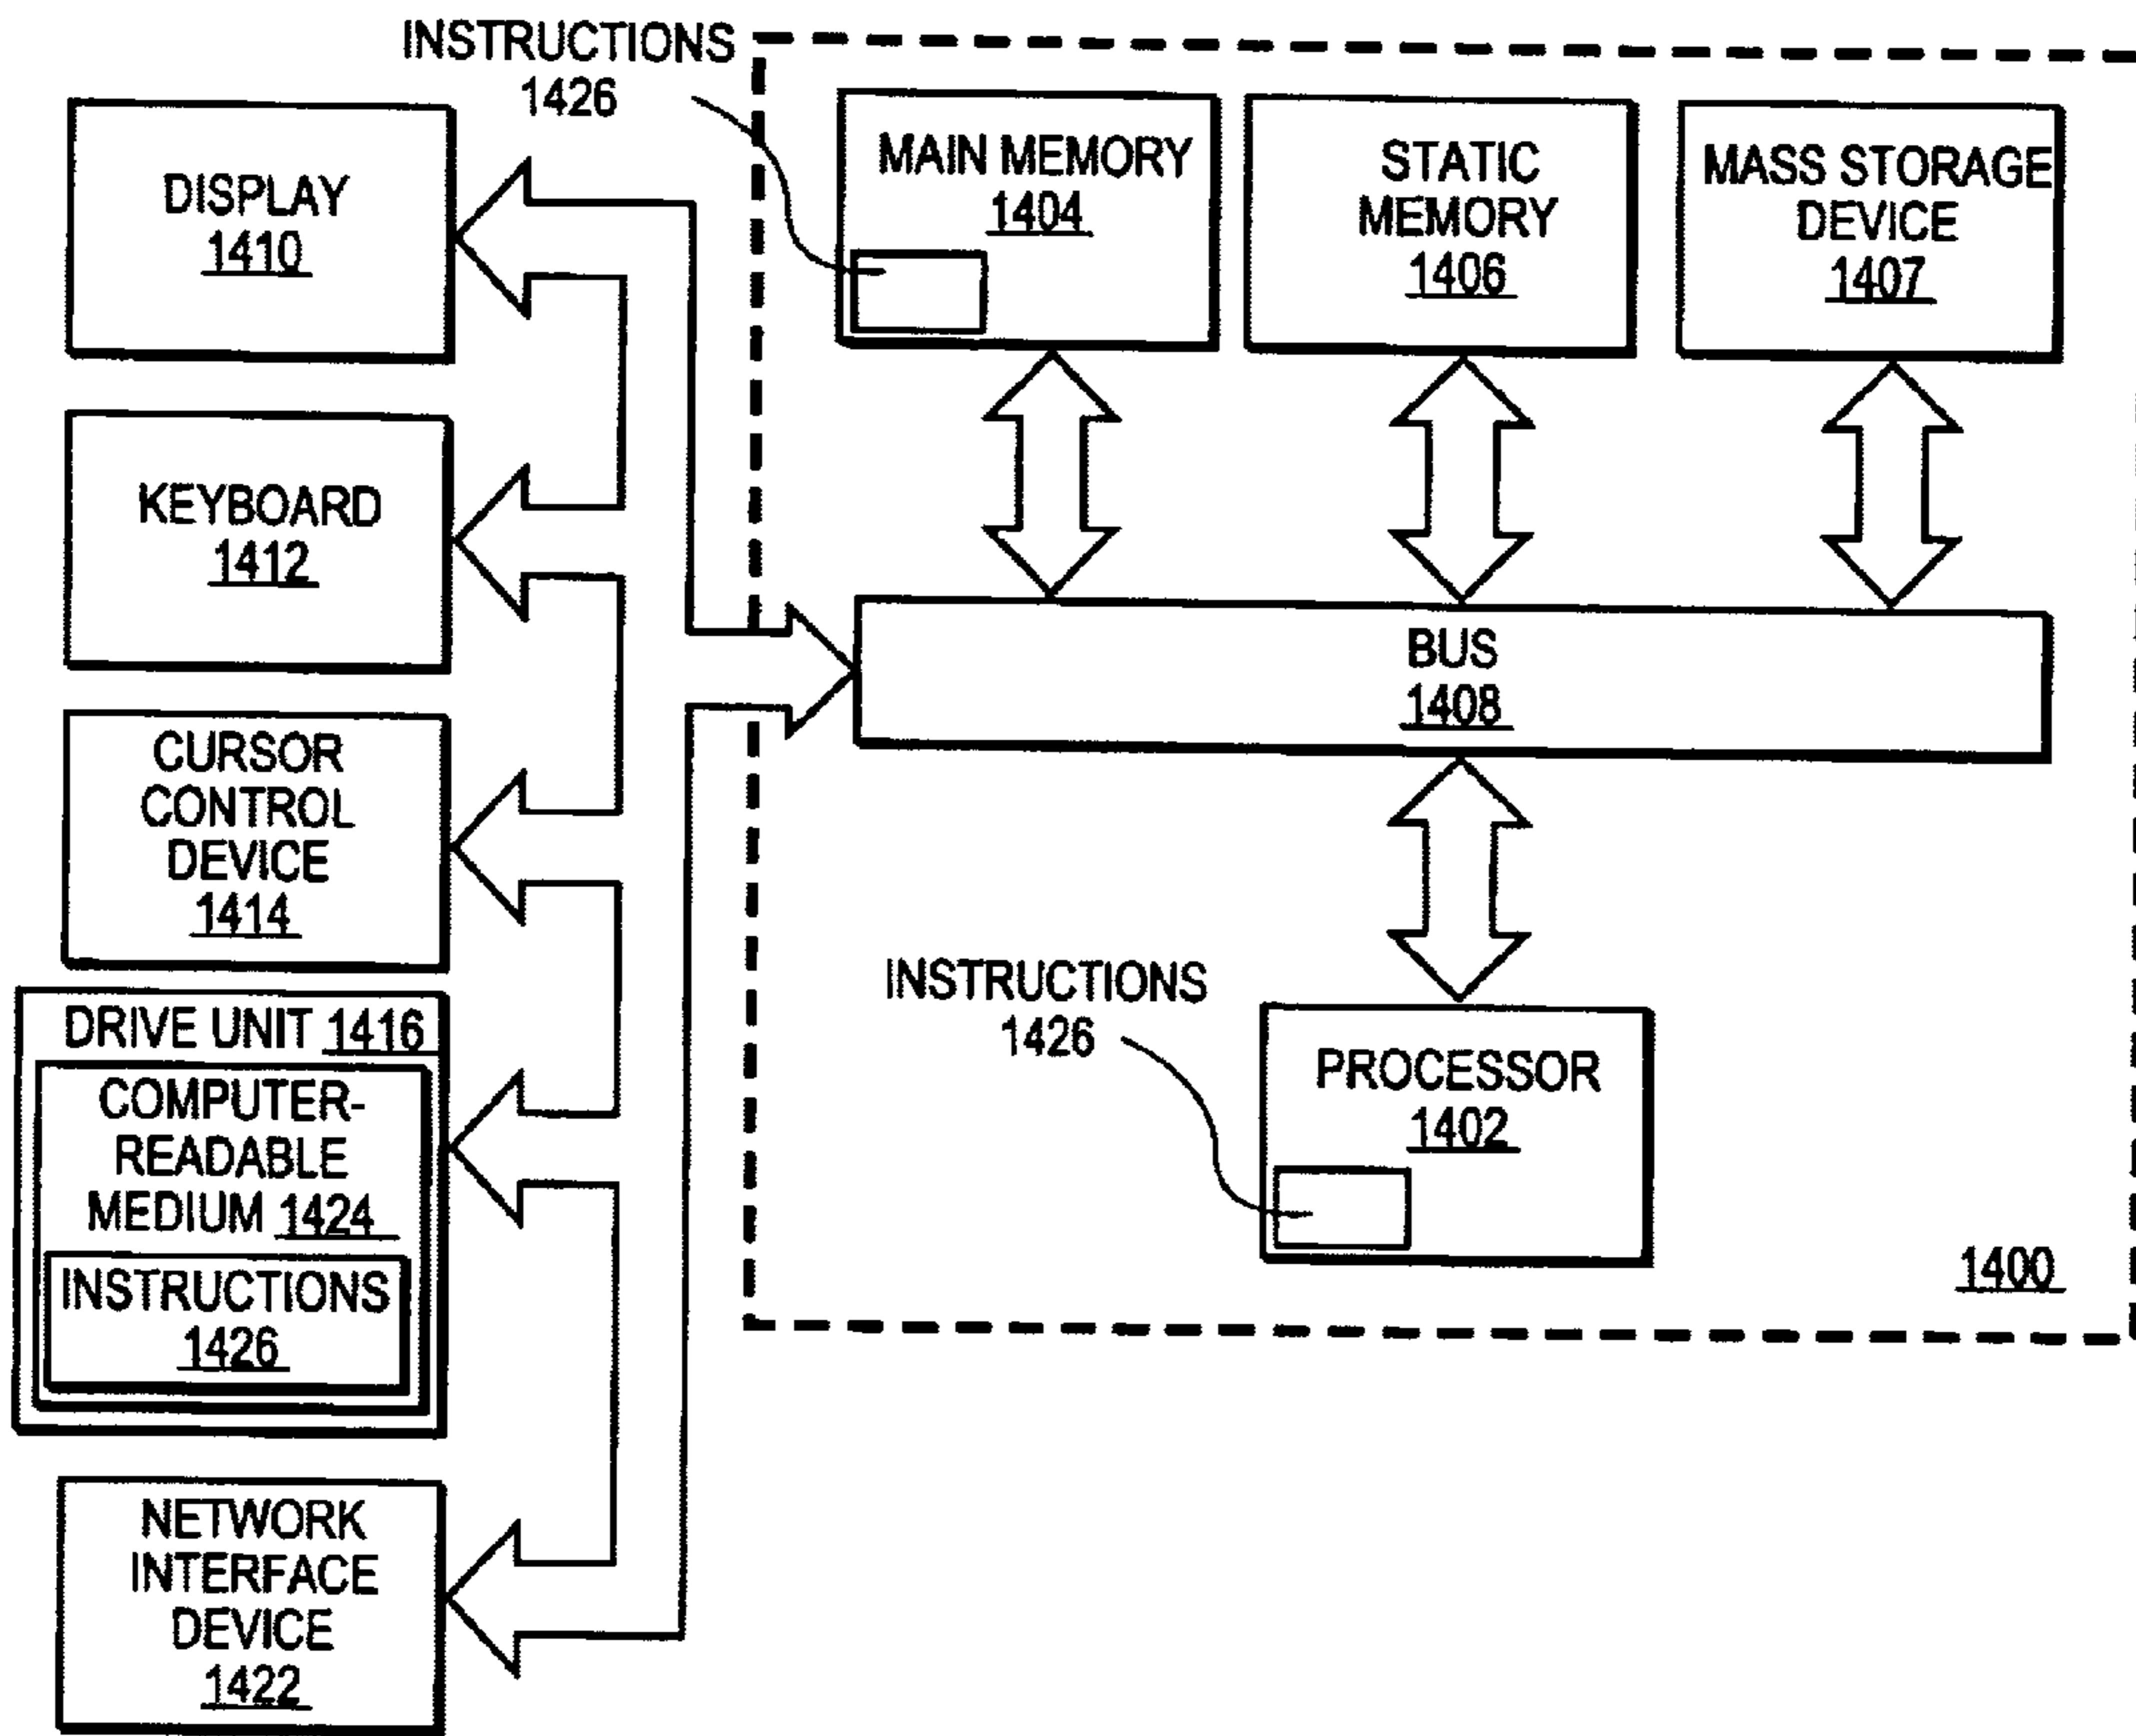 INSTRUCTIONS
1426
DISPLAY
1410
KEYBOARD
1412
CURSOR
CONTROL
DEVICE
1414
DRIVE UNIT 1416
COMPUTER-
READABLE
MEDIUM 1424
INSTRUCTIONS
1426
NETWORK
INTERFACE
DEVICE
1422
MAIN MEMORY
1404
STATIC
MEMORY
1406
MASS STORAGE
DEVICE
1407
BUS
1408
INSTRUCTIONS
1426
PROCESSOR
1402
1400